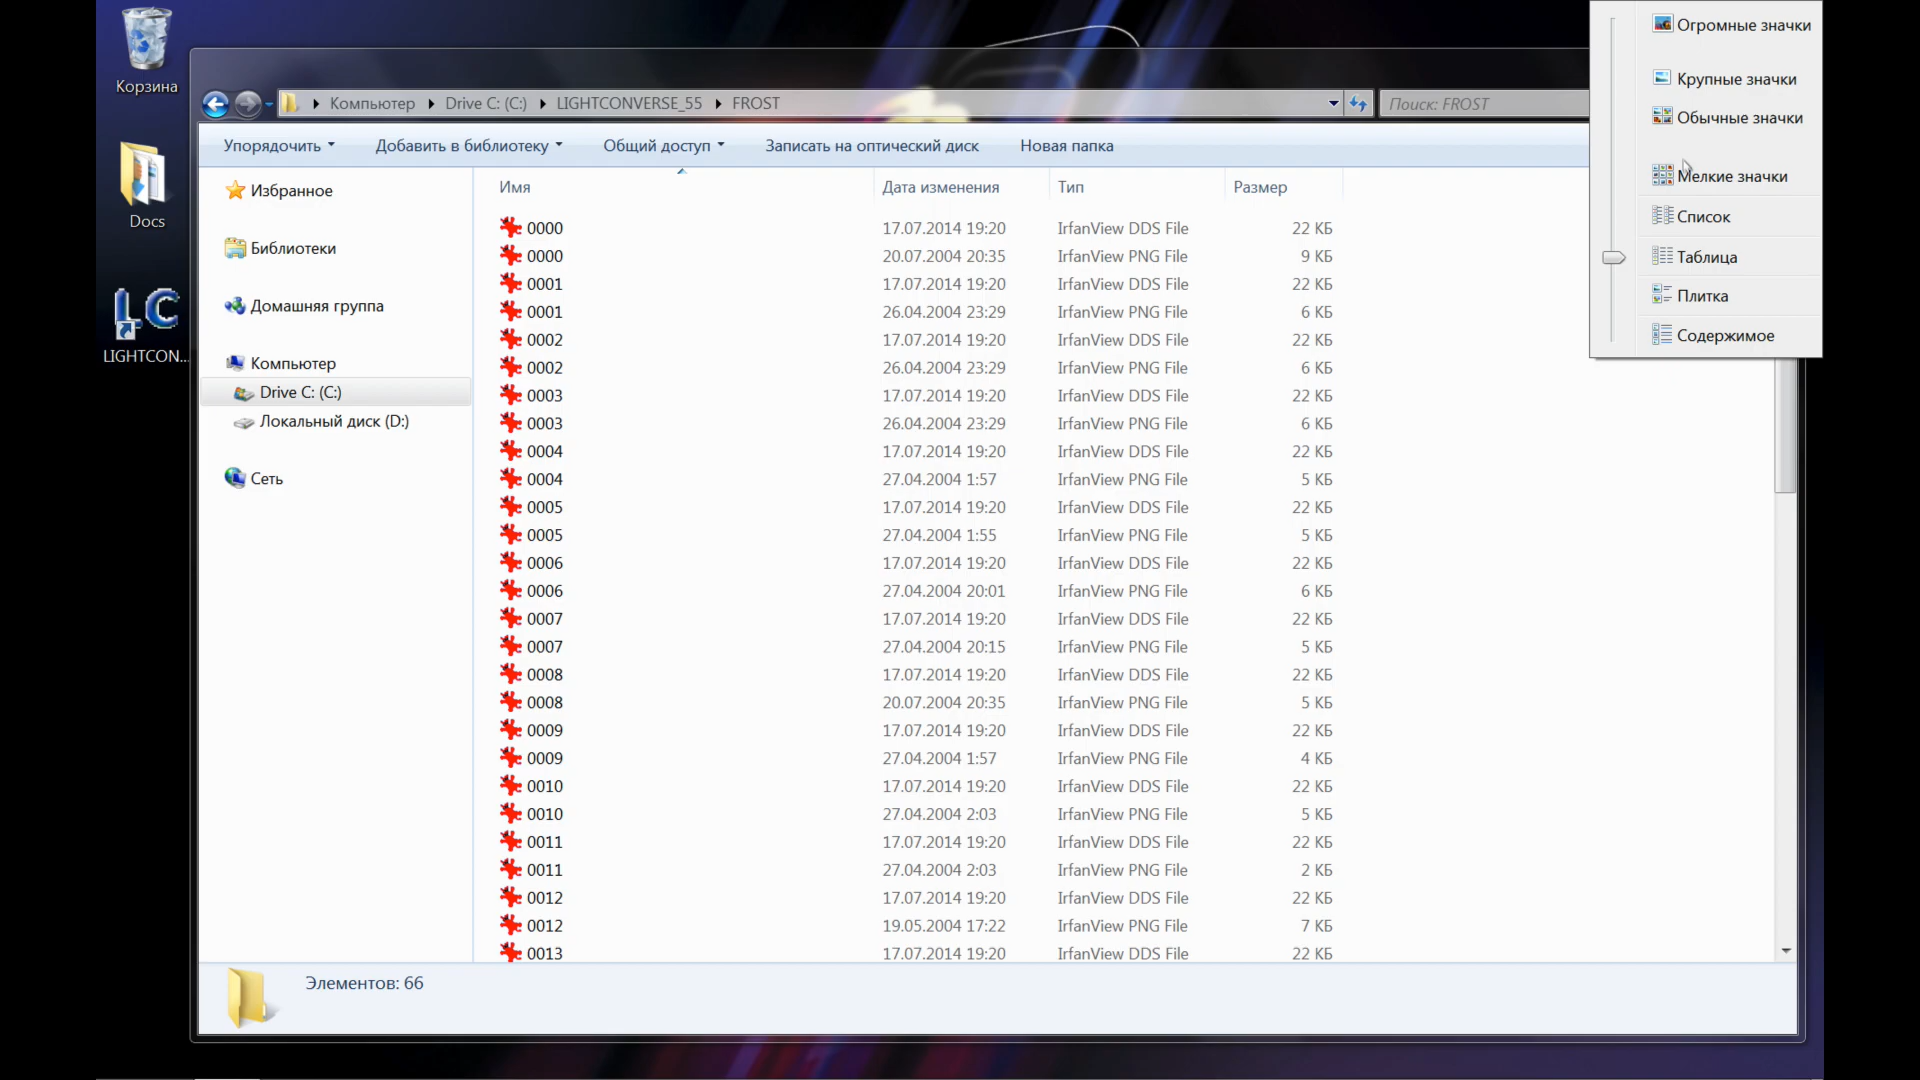 Корзина
Docs
LIGHTCON...
Компьютер Drive C: (C:) LIGHTCONVERSE_55 FROST
Поиск: FROST
Упорядочить Добавить в библиотеку Общий доступ Записать на оптический диск Новая папка
Избранное
Библиотеки
Домашняя группа
Компьютер
Drive C: (C:)
Локальный диск (D:)
Сеть
Имя Дата изменения Тип Размер
0000 17.07.2014 19:20 IrfanView DDS File 22 КБ
0000 20.07.2004 20:35 IrfanView PNG File 9 КБ
0001 17.07.2014 19:20 IrfanView DDS File 22 КБ
0001 26.04.2004 23:29 IrfanView PNG File 6 КБ
0002 17.07.2014 19:20 IrfanView DDS File 22 КБ
0002 26.04.2004 23:29 IrfanView PNG File 6 КБ
0003 17.07.2014 19:20 IrfanView DDS File 22 КБ
0003 26.04.2004 23:29 IrfanView PNG File 6 КБ
0004 17.07.2014 19:20 IrfanView DDS File 22 КБ
0004 27.04.2004 1:57 IrfanView PNG File 5 КБ
0005 17.07.2014 19:20 IrfanView DDS File 22 КБ
0005 27.04.2004 1:55 IrfanView PNG File 5 КБ
0006 17.07.2014 19:20 IrfanView DDS File 22 КБ
0006 27.04.2004 20:01 IrfanView PNG File 6 КБ
0007 17.07.2014 19:20 IrfanView DDS File 22 КБ
0007 27.04.2004 20:15 IrfanView PNG File 5 КБ
0008 17.07.2014 19:20 IrfanView DDS File 22 КБ
0008 20.07.2004 20:35 IrfanView PNG File 5 КБ
0009 17.07.2014 19:20 IrfanView DDS File 22 КБ
0009 27.04.2004 1:57 IrfanView PNG File 4 КБ
0010 17.07.2014 19:20 IrfanView DDS File 22 КБ
0010 27.04.2004 2:03 IrfanView PNG File 5 КБ
0011 17.07.2014 19:20 IrfanView DDS File 22 КБ
0011 27.04.2004 2:03 IrfanView PNG File 2 КБ
0012 17.07.2014 19:20 IrfanView DDS File 22 КБ
0012 19.05.2004 17:22 IrfanView PNG File 7 КБ
0013 17.07.2014 19:20 IrfanView DDS File 22 КБ
Элементов: 66
Огромные значки
Крупные значки
Обычные значки
Мелкие значки
Список
Таблица
Плитка
Содержимое
LC